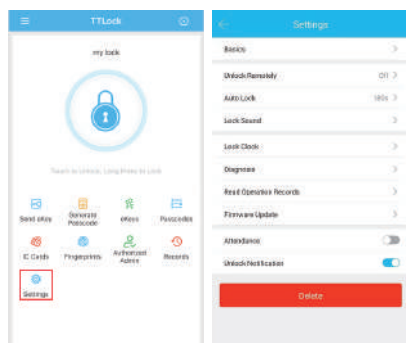 TTLock
my lock
Touch to Unlock, Long Press to Lock
Send eKey
Generate
Passcode
eKeys
Passcodes
IC Cards
Fingerprints
Authorized
Admin
Records
Settings
Settings
Basics
Unlock Remotely
Off
Auto Lock
180s
Lock Sound
Lock Clock
Diagnosis
Read Operation Records
Firmware Update
Attendance
Unlock Notification
Delete